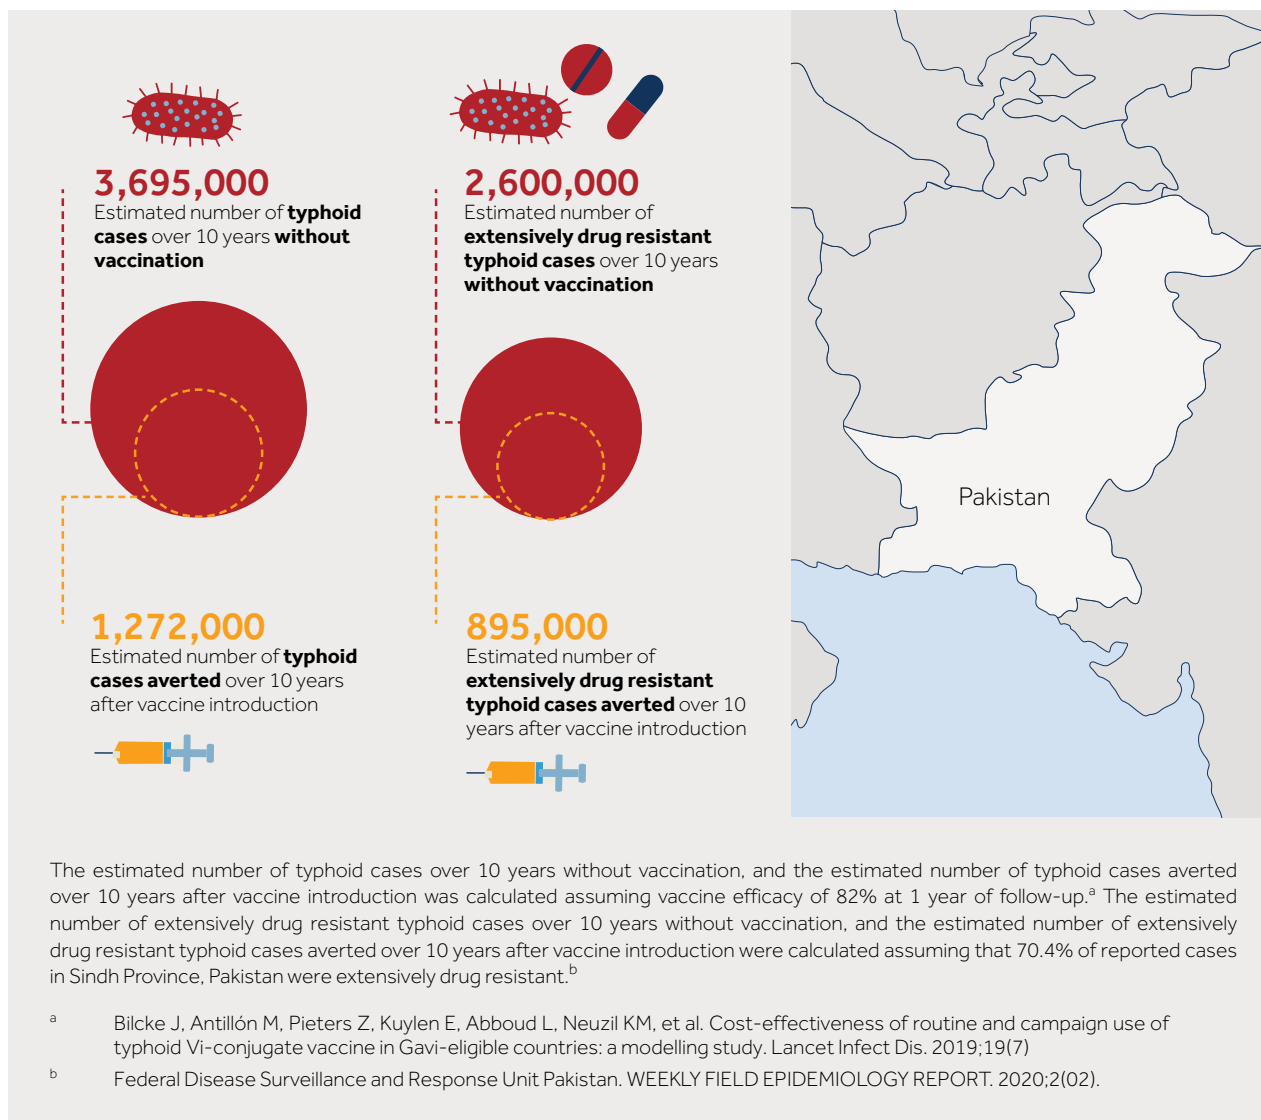 3,695,000
Estimated number of typhoid
cases over 10 years without
vaccination
2,600,000
Estimated number of
extensively drug resistant
typhoid cases over 10 years
without vaccination
1,272,000
Estimated number of typhoid
cases averted over 10 years
after vaccine introduction
895,000
Estimated number of
extensively drug resistant
typhoid cases averted over 10
years after vaccine introduction
Pakistan
The estimated number of typhoid cases over 10 years without vaccination, and the estimated number of typhoid cases averted
over 10 years after vaccine introduction was calculated assuming vaccine efficacy of 82% at 1 year of follow-up.a The estimated
number of extensively drug resistant typhoid cases over 10 years without vaccination, and the estimated number of extensively
drug resistant typhoid cases averted over 10 years after vaccine introduction were calculated assuming that 70.4% of reported cases
in Sindh Province, Pakistan were extensively drug resistant.b
a Bilcke J, Antillón M, Pieters Z, Kuylen E, Abboud L, Neuzil KM, et al. Cost-effectiveness of routine and campaign use of
typhoid Vi-conjugate vaccine in Gavi-eligible countries: a modelling study. Lancet Infect Dis. 2019;19(7)
b Federal Disease Surveillance and Response Unit Pakistan. WEEKLY FIELD EPIDEMIOLOGY REPORT. 2020;2(02).